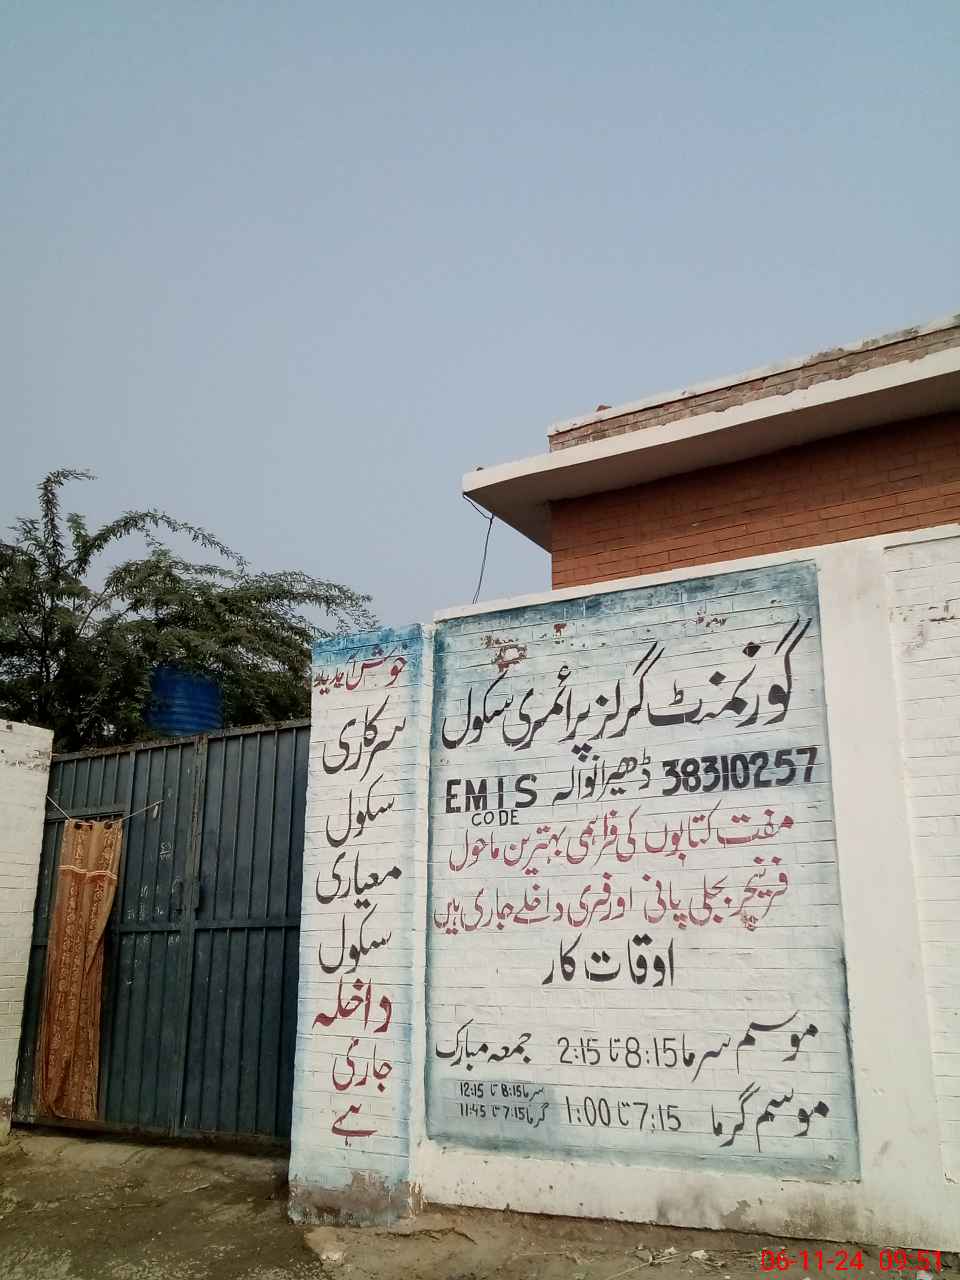 خوش آمدید
سرکاری
سکول
معیاری
سکول
داخلہ
جاری
ہے
گورنمنٹ گرلز پرائمری سکول
38310257 ڈھیرانوالہ EMIS
CODE
مفت کتابوں کی فراہمی بہترین ماحول
فرنیچر بجلی پانی اور فری داخلے جاری ہیں
اوقات کار
موسم سرما 8:15 تا 2:15 جمعہ مبارک
سرما 8:15 تا 12:15
موسم گرما 7:15 تا 1:00
گرما 7:15 تا 11:45
06-11-24 09:51